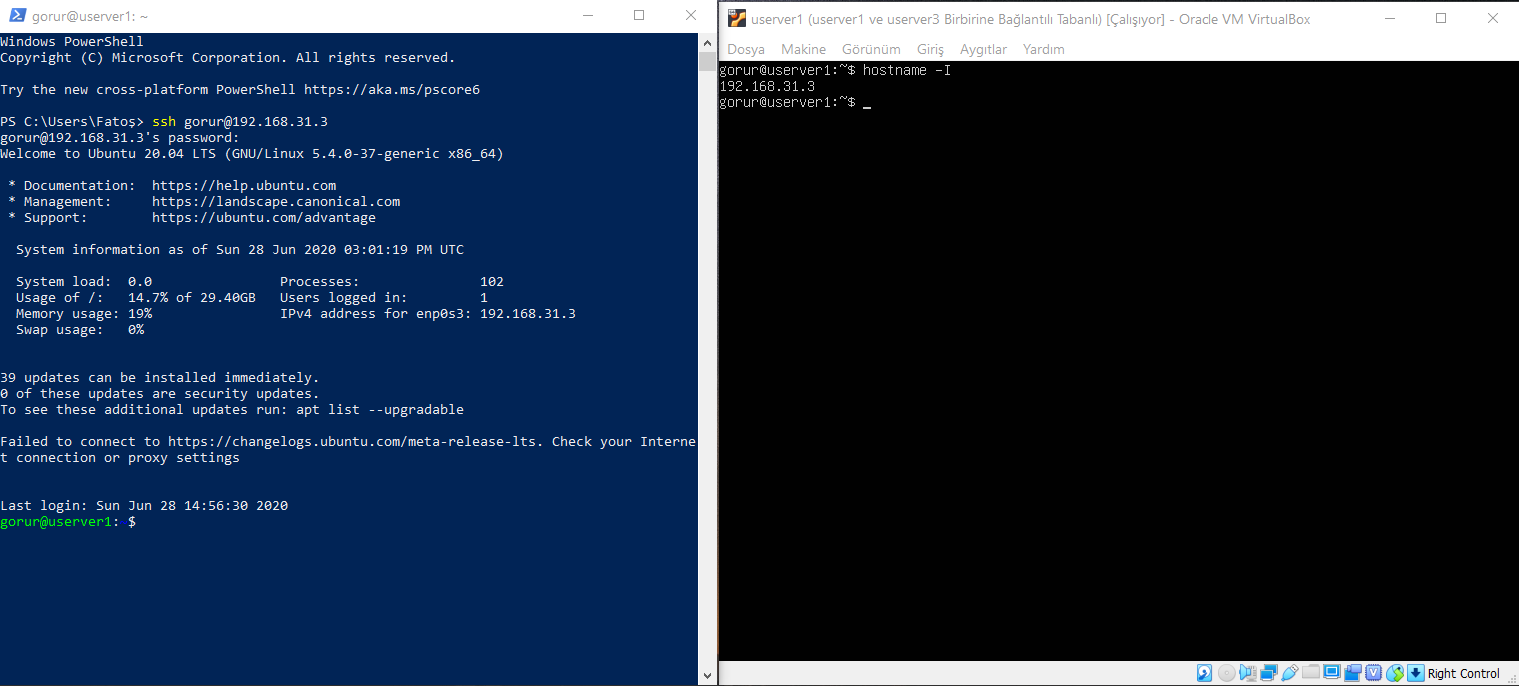 gorur@userver1: ~
Windows PowerShell
Copyright (C) Microsoft Corporation. All rights reserved.
Try the new cross-platform PowerShell https://aka.ms/pscore6
PS C:\Users\Fatoş> ssh gorur@192.168.31.3
gorur@192.168.31.3's password:
Welcome to Ubuntu 20.04 LTS (GNU/Linux 5.4.0-37-generic x86_64)
* Documentation:  https://help.ubuntu.com
* Management:     https://landscape.canonical.com
* Support:        https://ubuntu.com/advantage
System information as of Sun 28 Jun 2020 03:01:19 PM UTC
System load:  0.0                Processes:               102
Usage of /:   14.7% of 29.40GB   Users logged in:         1
Memory usage: 19%                IPv4 address for enp0s3: 192.168.31.3
Swap usage:   0%
39 updates can be installed immediately.
0 of these updates are security updates.
To see these additional updates run: apt list --upgradable
Failed to connect to https://changelogs.ubuntu.com/meta-release-lts. Check your Interne
t connection or proxy settings
Last login: Sun Jun 28 14:56:30 2020
gorur@userver1: $
userver1 (userver1 ve userver3 Birbirine Bağlantılı Tabanlı) [Çalışıyor] - Oracle VM VirtualBox
Dosya Makine Görünüm Giriş Aygıtlar Yardım
gorur@userver1:~$ hostname -I
192.168.31.3
gorur@userver1:~$ _
Right Control